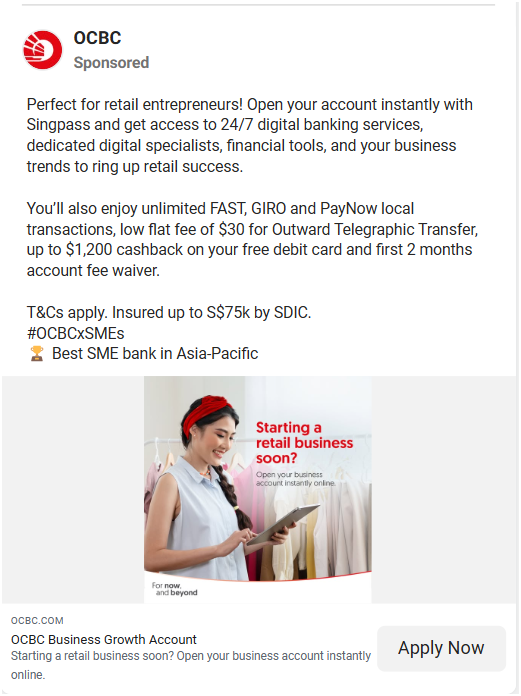 OCBC
Sponsored
Perfect for retail entrepreneurs! Open your account instantly with
Singpass and get access to 24/7 digital banking services,
dedicated digital specialists, financial tools, and your business
trends to ring up retail success.
You’ll also enjoy unlimited FAST, GIRO and PayNow local
transactions, low flat fee of $30 for Outward Telegraphic Transfer,
up to $1,200 cashback on your free debit card and first 2 months
account fee waiver.
T&Cs apply. Insured up to S$75k by SDIC.
#OCBCxSMEs
🏆 Best SME bank in Asia-Pacific
Starting a
retail business
soon?
Open your business
account instantly online.
For now,
and beyond
OCBC.COM
OCBC Business Growth Account
Starting a retail business soon? Open your business account instantly
online.
Apply Now